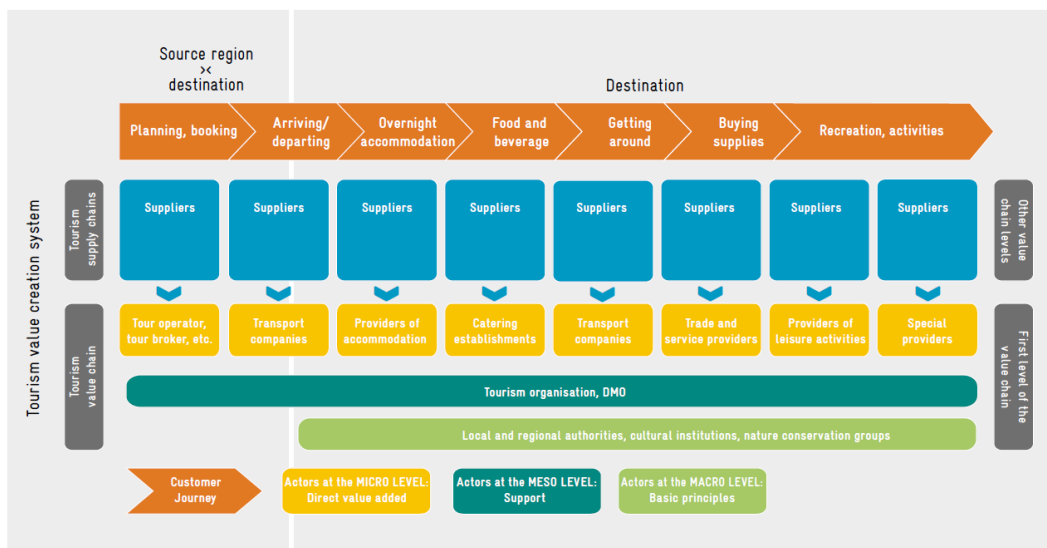 Source region
><
destination
Destination
Planning, booking
Arriving/
departing
Overnight
accommodation
Food and
beverage
Getting
around
Buying
supplies
Recreation, activities
Tourism value creation system
Tourism
supply chains
Suppliers
Suppliers
Suppliers
Suppliers
Suppliers
Suppliers
Suppliers
Suppliers
Other value
chain levels
Tourism
value chain
Tour operator,
tour broker, etc.
Transport
companies
Providers of
accommodation
Catering
establishments
Transport
companies
Trade and
service providers
Providers of
leisure activities
Special
providers
First level of the
value chain
Tourism organisation, DMO
Local and regional authorities, cultural institutions, nature conservation groups
Customer
Journey
Actors at the MICRO LEVEL:
Direct value added
Actors at the MESO LEVEL:
Support
Actors at the MACRO LEVEL:
Basic principles